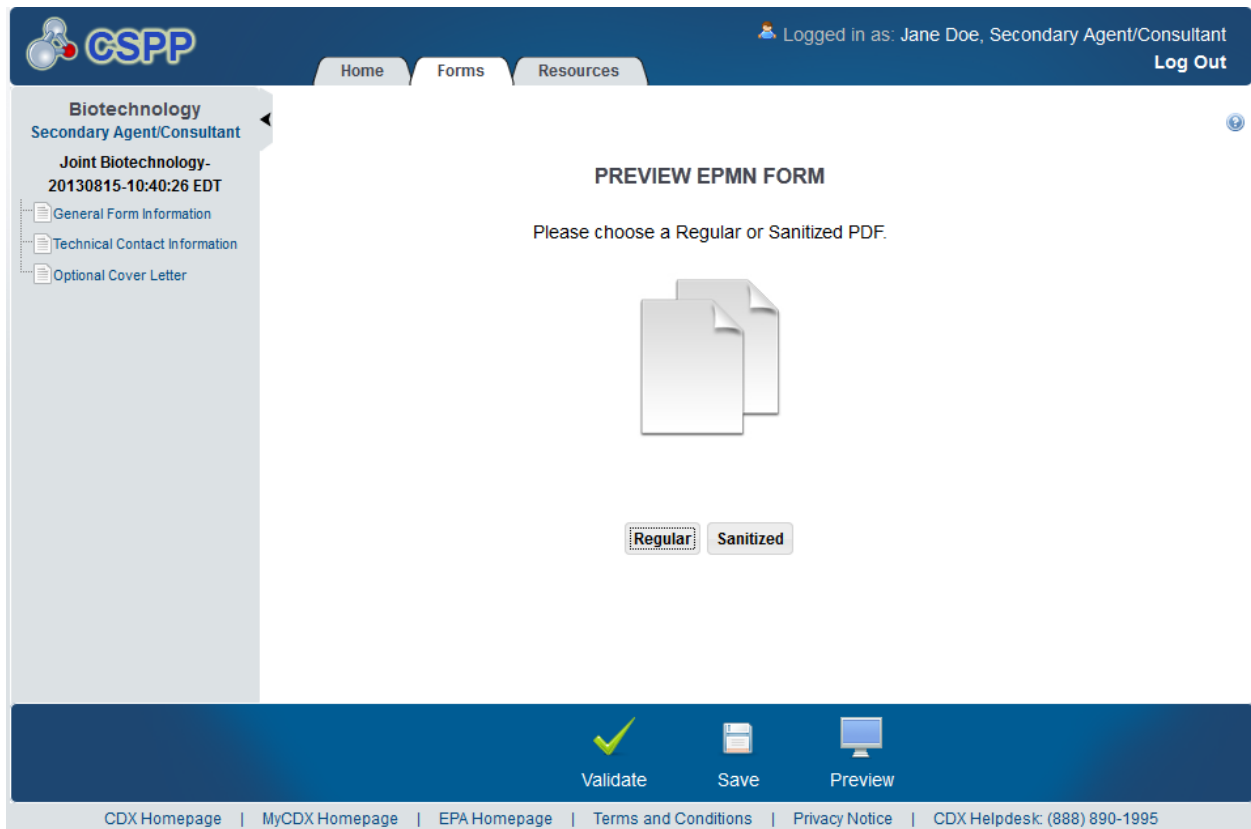 CSPP
Logged in as: Jane Doe, Secondary Agent/Consultant
Log Out
Home Forms Resources
Biotechnology
Secondary Agent/Consultant
Joint Biotechnology-
20130815-10:40:26 EDT
General Form Information
Technical Contact Information
Optional Cover Letter
?
PREVIEW EPMN FORM
Please choose a Regular or Sanitized PDF.
Regular Sanitized
Validate Save Preview
CDX Homepage | MyCDX Homepage | EPA Homepage | Terms and Conditions | Privacy Notice | CDX Helpdesk: (888) 890-1995